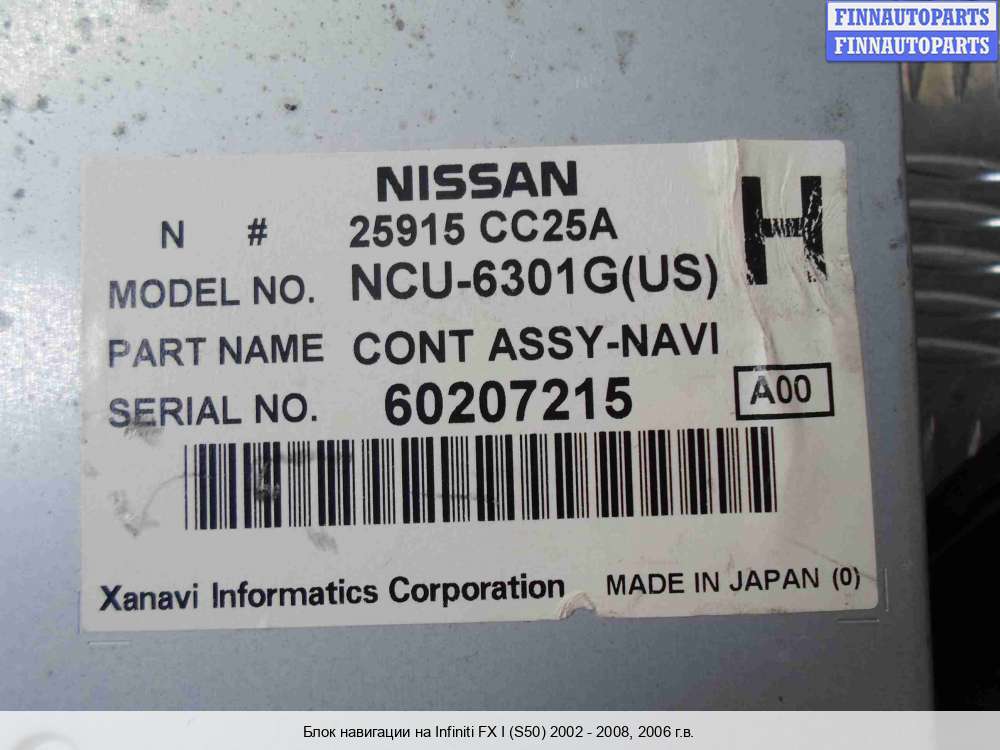 FINNAUTOPARTS
FINNAUTOPARTS
NISSAN
H
N # 25915 CC25A
MODEL NO. NCU-6301G(US)
PART NAME CONT ASSY-NAVI
SERIAL NO. 60207215
A00
Xanavi Informatics Corporation MADE IN JAPAN (0)
Блок навигации на Infiniti FX I (S50) 2002 - 2008, 2006 г.в.